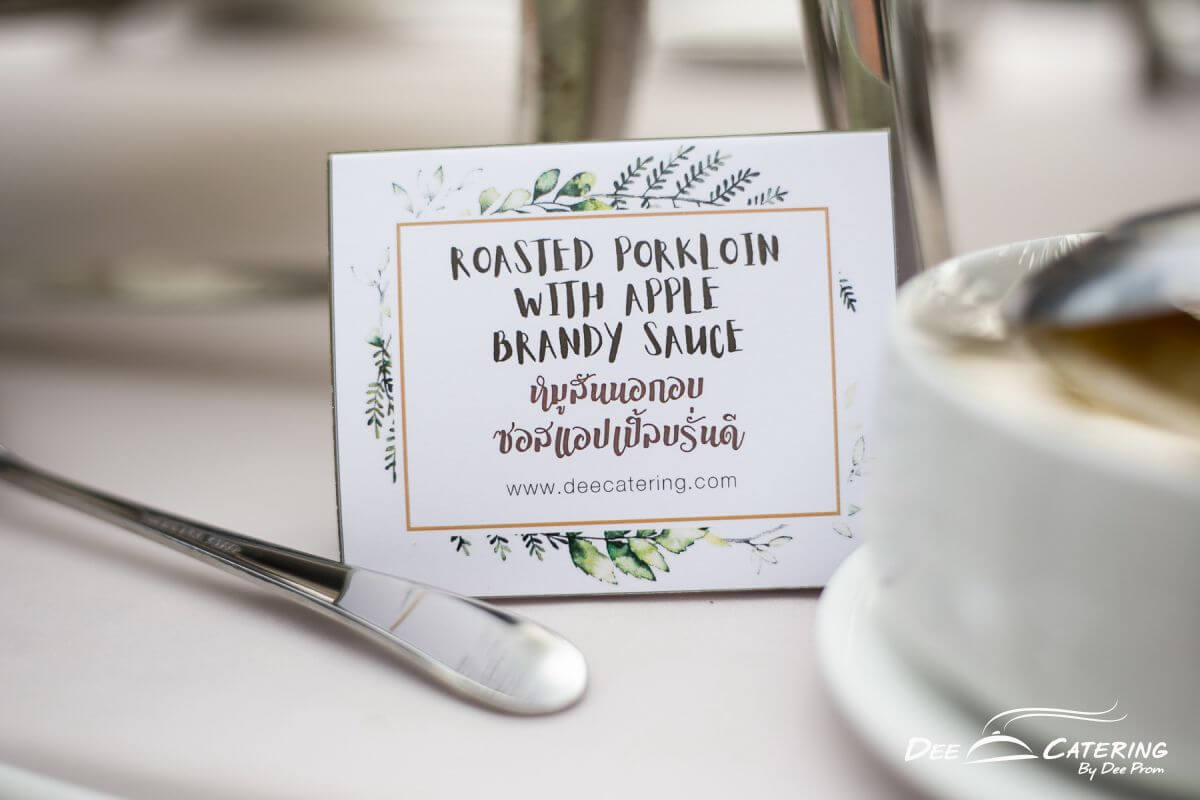 ROASTED PORKLOIN
WITH APPLE
BRANDY SAUCE
หมูสันนอกอบ
ซอสแอปเปิ้ลบรั่นดี
www.deecatering.com
DEE CATERING
By Dee Prom